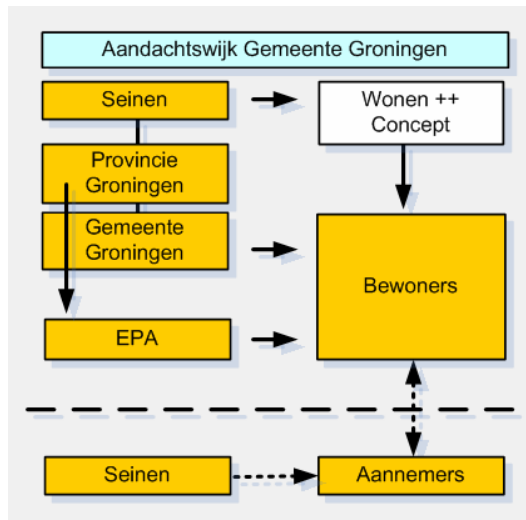 Aandachtswijk Gemeente Groningen
Seinen
Wonen ++
Concept
Provincie
Groningen
Gemeente
Groningen
Bewoners
EPA
Seinen
Aannemers